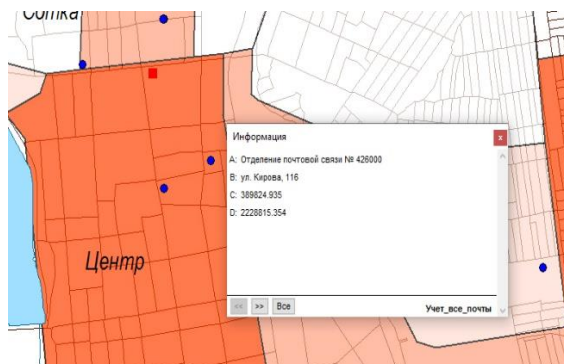 Сотка
Информация
x
A: Отделение почтовой связи № 426000
B: ул. Кирова, 116
C: 389824.935
D: 2228815.354
Центр
<< >> Все
Учет_все_почты